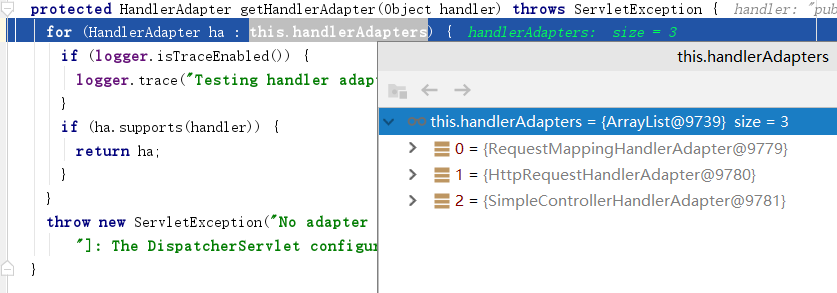 protected HandlerAdapter getHandlerAdapter(Object handler) throws ServletException { handler: "pub
for (HandlerAdapter ha : this.handlerAdapters) { handlerAdapters: size = 3
if (logger.isTraceEnabled()) {
logger.trace("Testing handler adapt
}
if (ha.supports(handler)) {
return ha;
}
}
throw new ServletException("No adapter
"]: The DispatcherServlet configur
}
this.handlerAdapters
this.handlerAdapters = {ArrayList@9739} size = 3
0 = {RequestMappingHandlerAdapter@9779}
1 = {HttpRequestHandlerAdapter@9780}
2 = {SimpleControllerHandlerAdapter@9781}